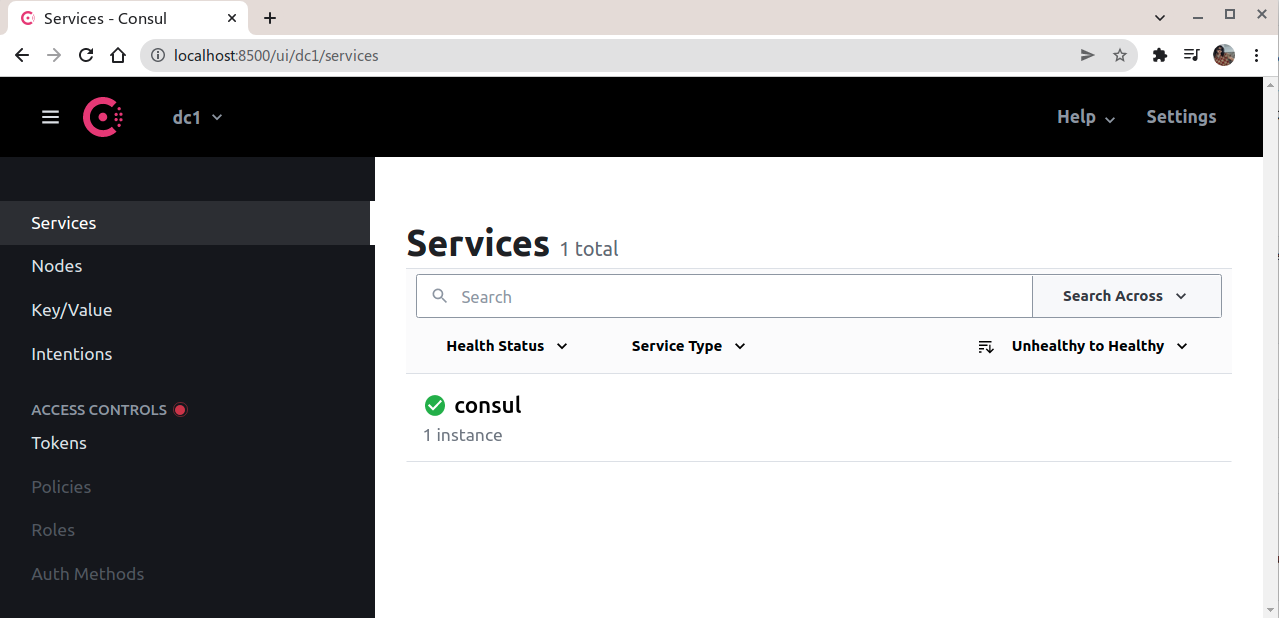 Services - Consul
localhost:8500/ui/dc1/services
dc1
Help
Settings
Services
Nodes
Key/Value
Intentions
ACCESS CONTROLS
Tokens
Policies
Roles
Auth Methods
Services 1 total
Search
Search Across
Health Status
Service Type
Unhealthy to Healthy
consul
1 instance